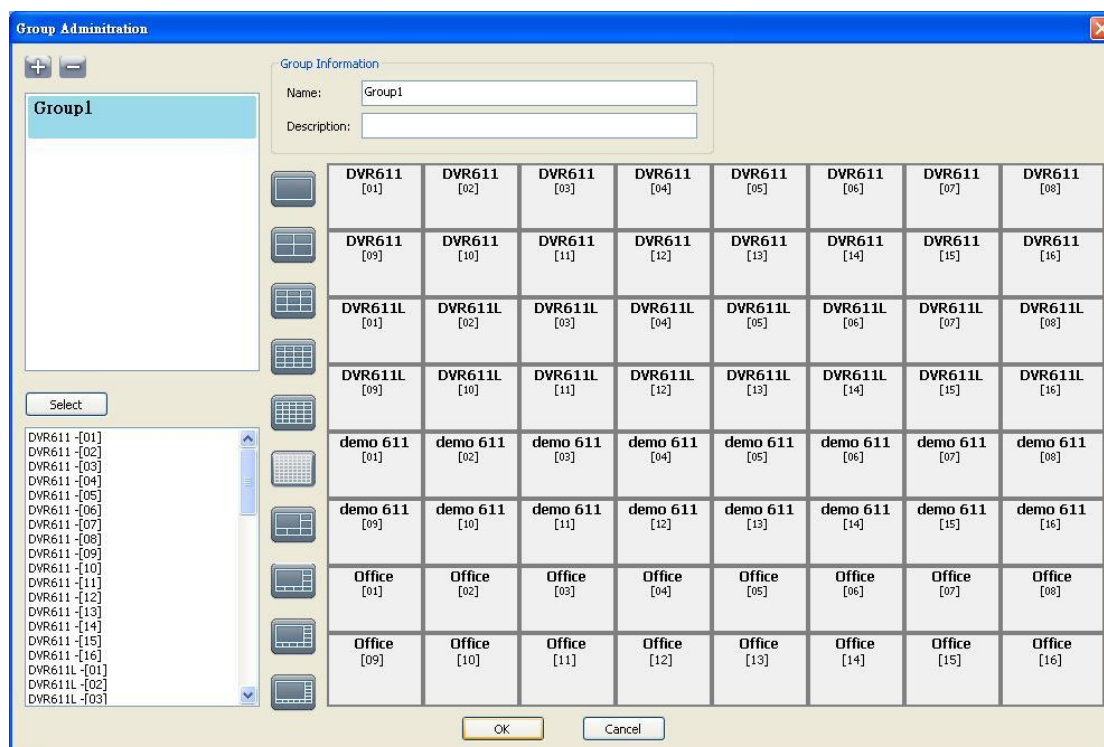 Group Adminitration
Group Information
Name: Group1
Description:
Group1
DVR611 DVR611 DVR611 DVR611 DVR611 DVR611 DVR611 DVR611
[01] [02] [03] [04] [05] [06] [07] [08]
DVR611 DVR611 DVR611 DVR611 DVR611 DVR611 DVR611 DVR611
[09] [10] [11] [12] [13] [14] [15] [16]
DVR611L DVR611L DVR611L DVR611L DVR611L DVR611L DVR611L DVR611L
[01] [02] [03] [04] [05] [06] [07] [08]
DVR611L DVR611L DVR611L DVR611L DVR611L DVR611L DVR611L DVR611L
[09] [10] [11] [12] [13] [14] [15] [16]
demo 611 demo 611 demo 611 demo 611 demo 611 demo 611 demo 611 demo 611
[01] [02] [03] [04] [05] [06] [07] [08]
demo 611 demo 611 demo 611 demo 611 demo 611 demo 611 demo 611 demo 611
[09] [10] [11] [12] [13] [14] [15] [16]
Office Office Office Office Office Office Office Office
[01] [02] [03] [04] [05] [06] [07] [08]
Office Office Office Office Office Office Office Office
[09] [10] [11] [12] [13] [14] [15] [16]
Select
DVR611 -[01]
DVR611 -[02]
DVR611 -[03]
DVR611 -[04]
DVR611 -[05]
DVR611 -[06]
DVR611 -[07]
DVR611 -[08]
DVR611 -[09]
DVR611 -[10]
DVR611 -[11]
DVR611 -[12]
DVR611 -[13]
DVR611 -[14]
DVR611 -[15]
DVR611 -[16]
DVR611L -[01]
DVR611L -[02]
DVR611L -[03]
OK Cancel